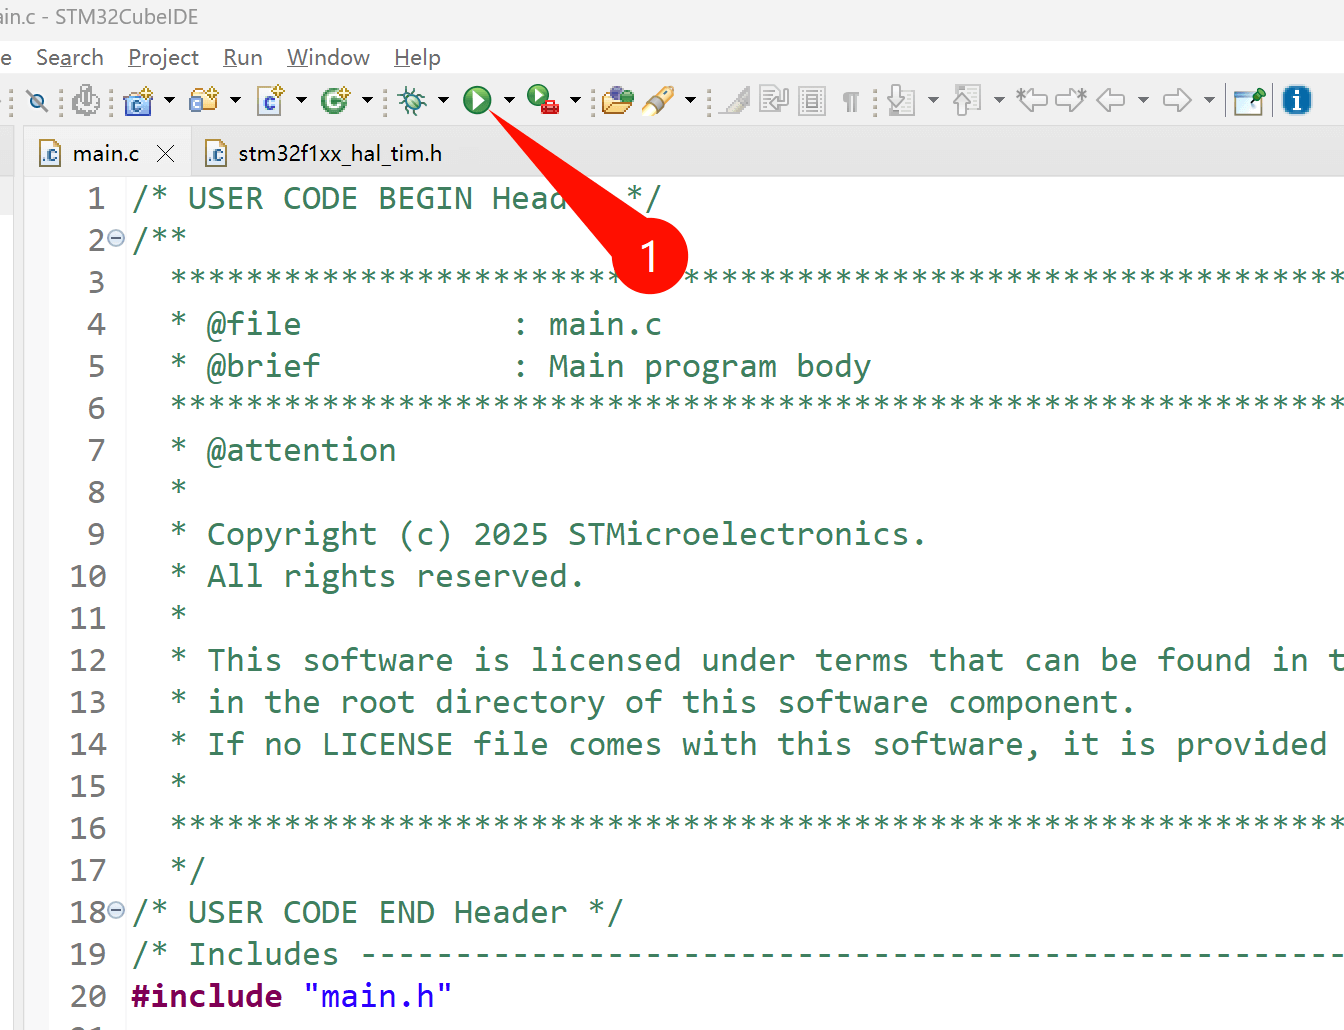 ain.c - STM32CubeIDE
e Search Project Run Window Help
main.c stm32f1xx_hal_tim.h
1 /* USER CODE BEGIN Head */
1
2 /**
3 ******************************************************************
4 * @file : main.c
5 * @brief : Main program body
6 ******************************************************************
7 * @attention
8 *
9 * Copyright (c) 2025 STMicroelectronics.
10 * All rights reserved.
11 *
12 * This software is licensed under terms that can be found in t
13 * in the root directory of this software component.
14 * If no LICENSE file comes with this software, it is provided
15 *
16 ******************************************************************
17 */
18 /* USER CODE END Header */
19 /* Includes ----------------------------------------------------
20 #include "main.h"